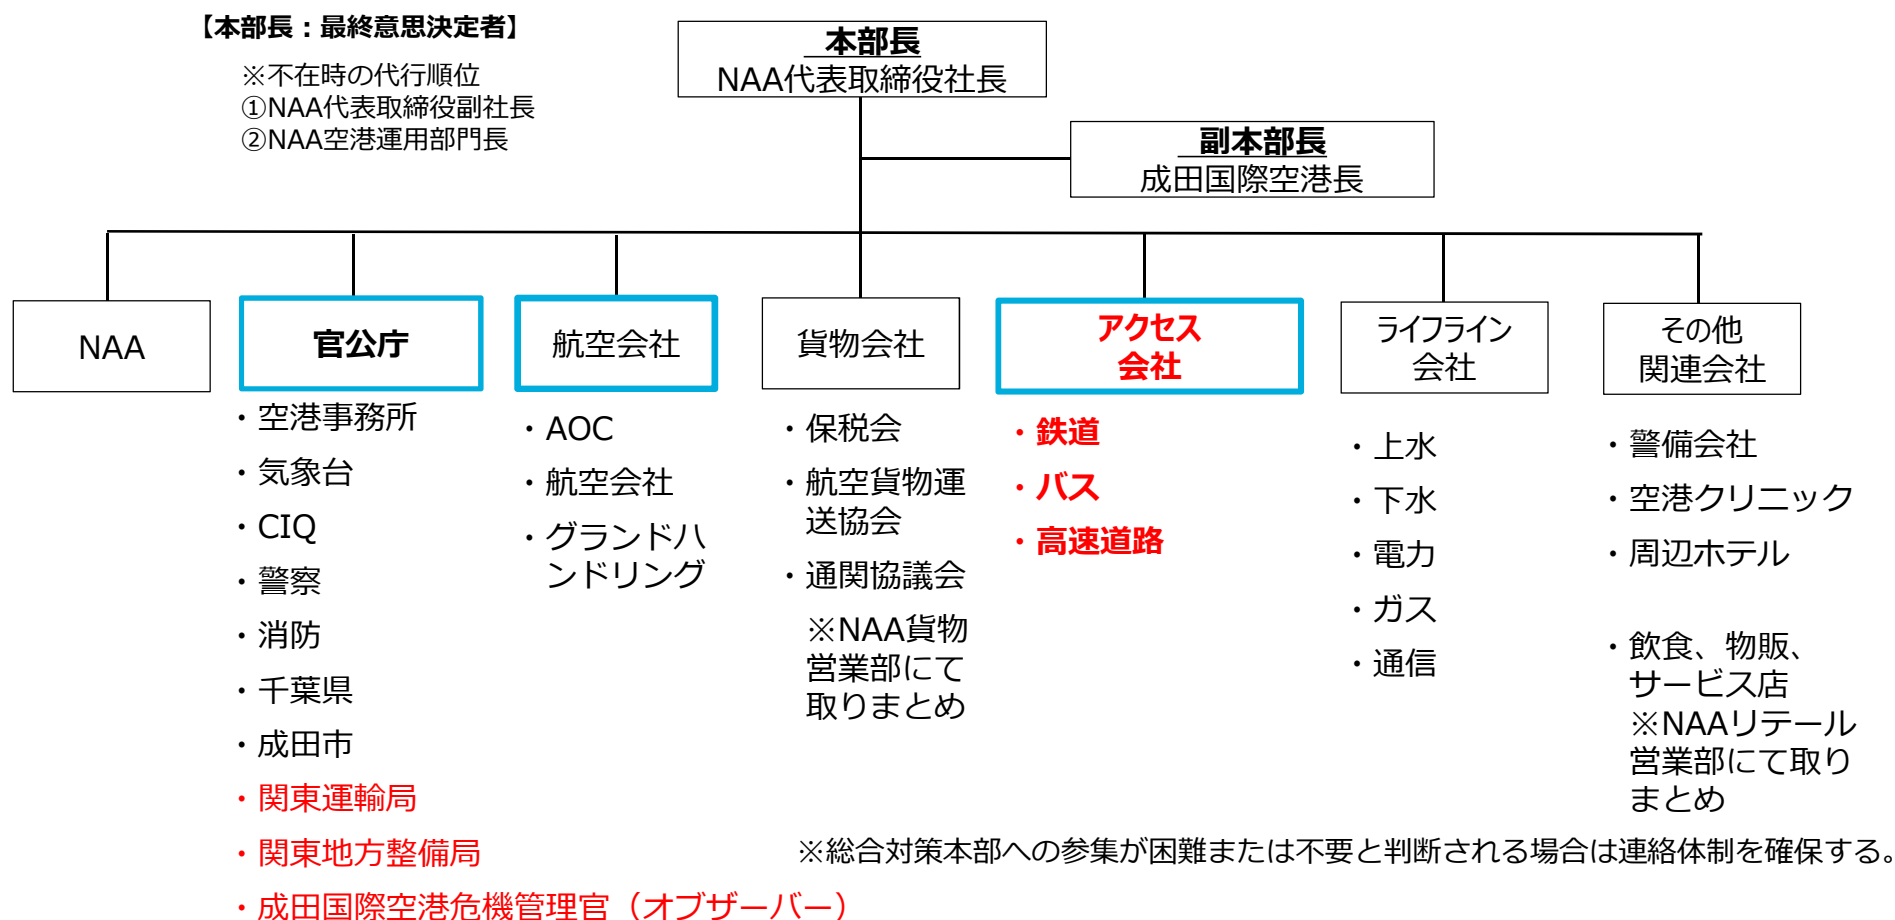 【本部長：最終意思決定者】
※不在時の代行順位
①NAA代表取締役副社長
②NAA空港運用部門長
本部長
NAA代表取締役社長
副本部長
成田国際空港長
NAA
官公庁
・空港事務所
・気象台
・CIQ
・警察
・消防
・千葉県
・成田市
・関東運輸局
・関東地方整備局
・成田国際空港危機管理官（オブザーバー）
航空会社
・AOC
・航空会社
・グランドハ
ンドリング
貨物会社
・保税会
・航空貨物運
送協会
・通関協議会
※NAA貨物
営業部にて
取りまとめ
アクセス
会社
・鉄道
・バス
・高速道路
ライフライン
会社
・上水
・下水
・電力
・ガス
・通信
その他
関連会社
・警備会社
・空港クリニック
・周辺ホテル
・飲食、物販、
サービス店
※NAAリテール
営業部にて取り
まとめ
※総合対策本部への参集が困難または不要と判断される場合は連絡体制を確保する。